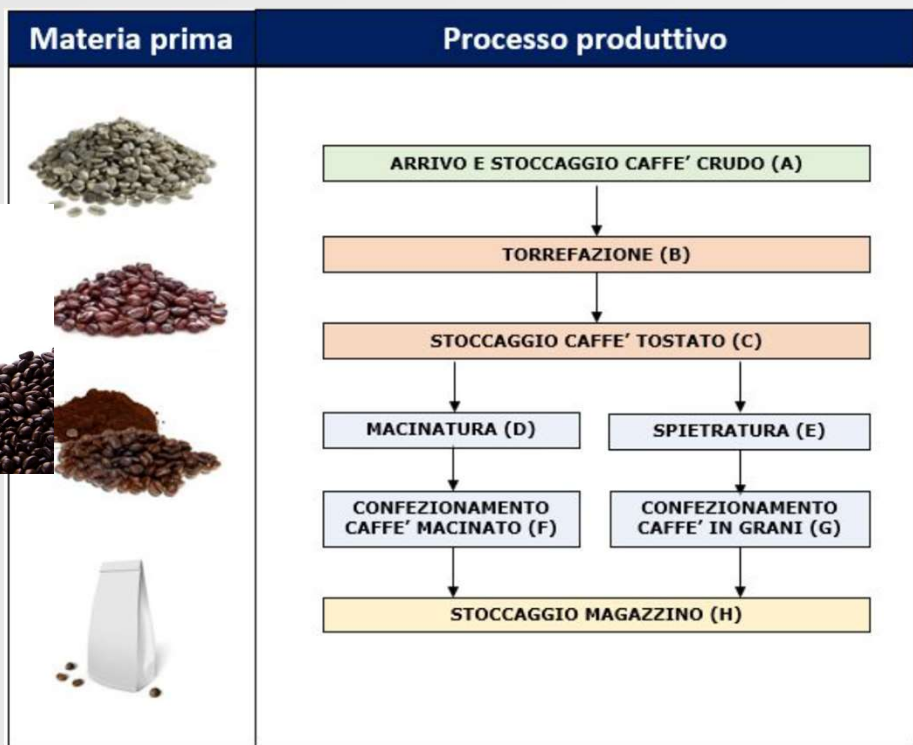 Materia prima
Processo produttivo
ARRIVO E STOCCAGGIO CAFFE' CRUDO (A)
TORREFAZIONE (B)
STOCCAGGIO CAFFE' TOSTATO (C)
MACINATURA (D)
SPIETRATURA (E)
CONFEZIONAMENTO
CAFFE' MACINATO (F)
CONFEZIONAMENTO
CAFFE' IN GRANI (G)
STOCCAGGIO MAGAZZINO (H)